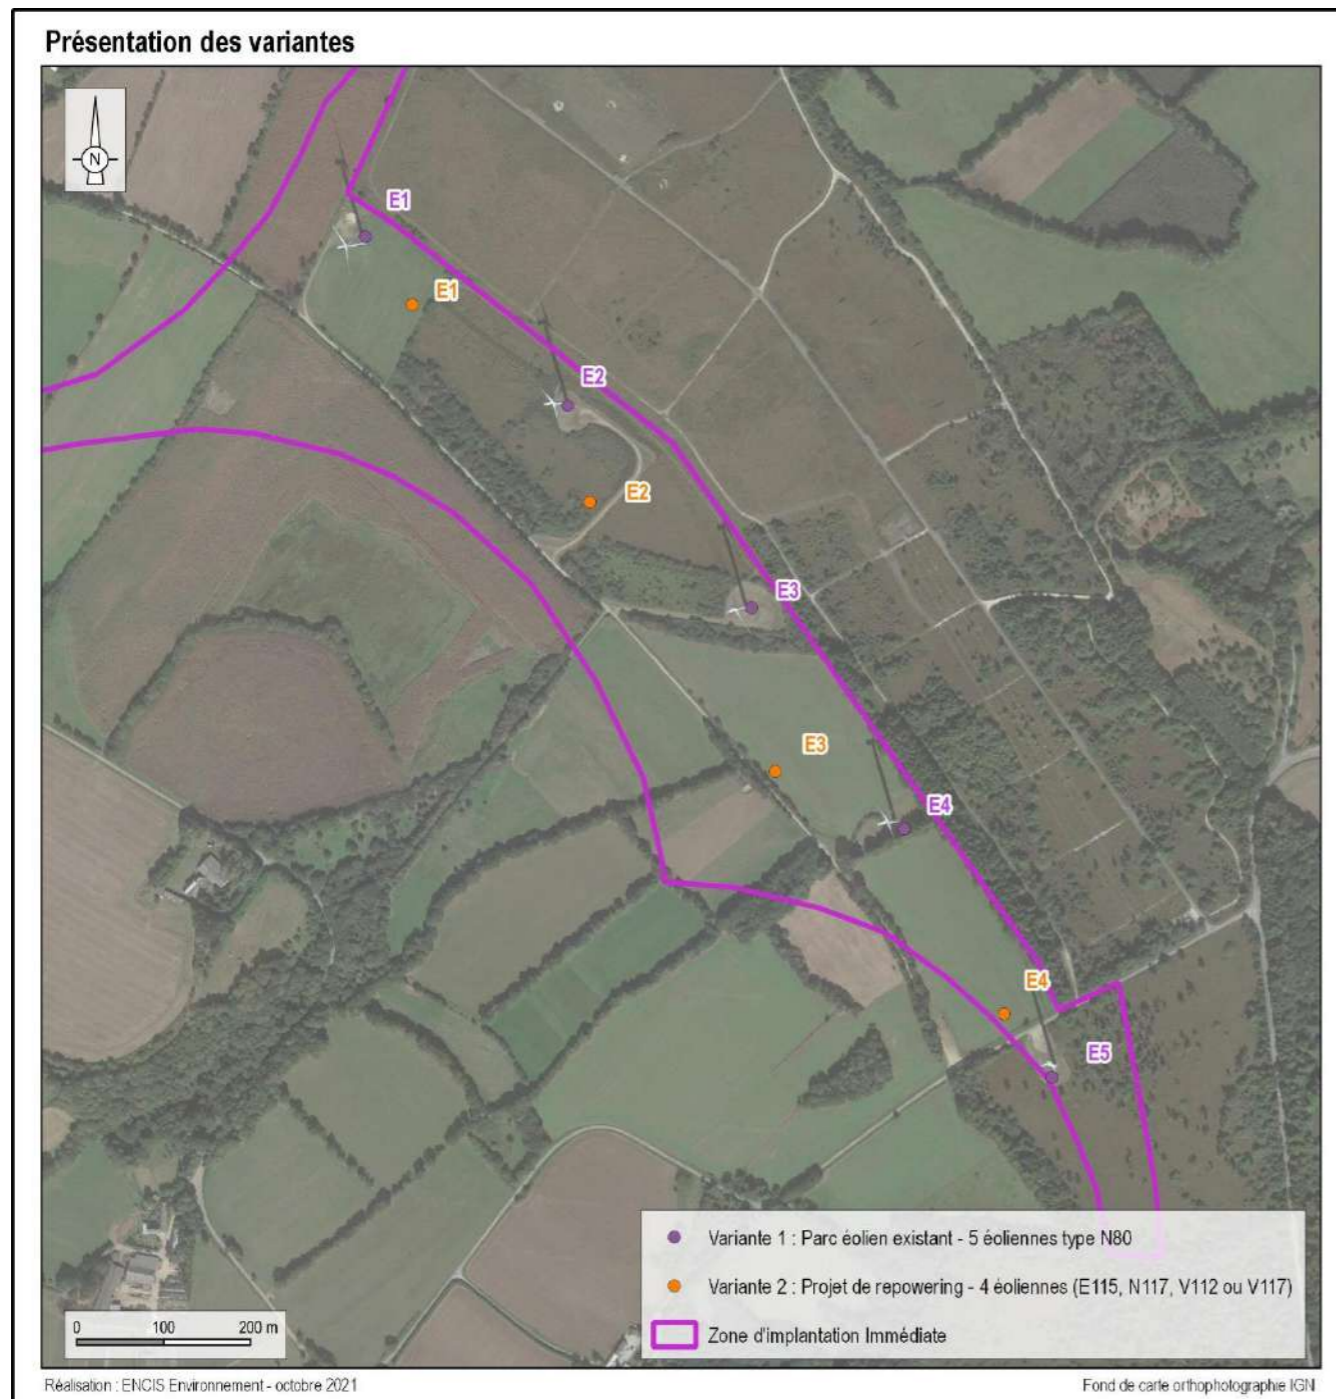 Présentation des variantes
N
E1
E1
E2
E2
E3
E3
E4
E4
E5
Variante 1 : Parc éolien existant - 5 éoliennes type N80
Variante 2 : Projet de repowering - 4 éoliennes (E115, N117, V112 ou V117)
Zone d'implantation Immédiate
0 100 200 m
Réalisation : ENCIS Environnement - octobre 2021
Fond de carte orthophotographie IGN